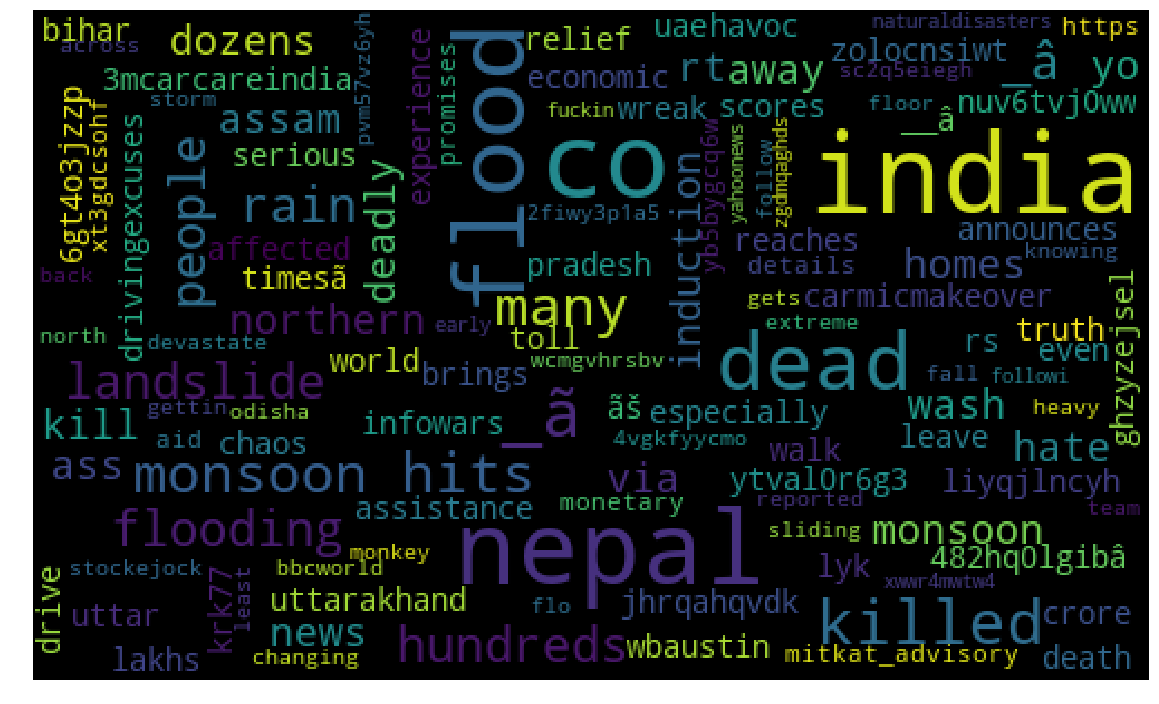 bihar
across
dozens
3mcarcareindia
storm
pvm57vz6yh
experience
promises
flood
relief
economic
fuckin
wreak
rt
uaehavoc
away
scores
naturaldisasters
https
zolocnsiwt
_â
yo
sc2q5eiegh
floor
nuv6tvj0ww
__â
6gt4o3jzzp
xt3gdcsohf
drivingexcuses
assam
serious
people
rain
deadly
co
2fiwy3p1a5
induction
yb5bygcq6w
yahoonews
follow
zgdmqaghds
india
affected
timesã
back
pradesh
reaches
details
homes
announces
knowing
northern
early
many
toll
gets
carmicmakeover
extreme
truth
ghzyzejsel
north
devastate
world
brings
wcmgvhrsbv
dead
rs
even
fall
followi
landslide
gettin
odisha
infowars
_ã
ãš
especially
4vgkfyycmo
wash
heavy
kill
aid
chaos
walk
leave
hate
ass
monsoon hits
via
ytval0r6g3
liyqjlncyh
assistance
monetary
reported
team
flooding
nepal
sliding
monsoon
monkey
482hq0lgibâ
stockejock
bbcworld
lyk
xwwr4mwtw4
drive
uttar
krk77
least
uttarakhand
flo
jhrqahqvdk
killed
crore
news
hundreds
wbaustin
lakhs
changing
mitkat_advisory
death